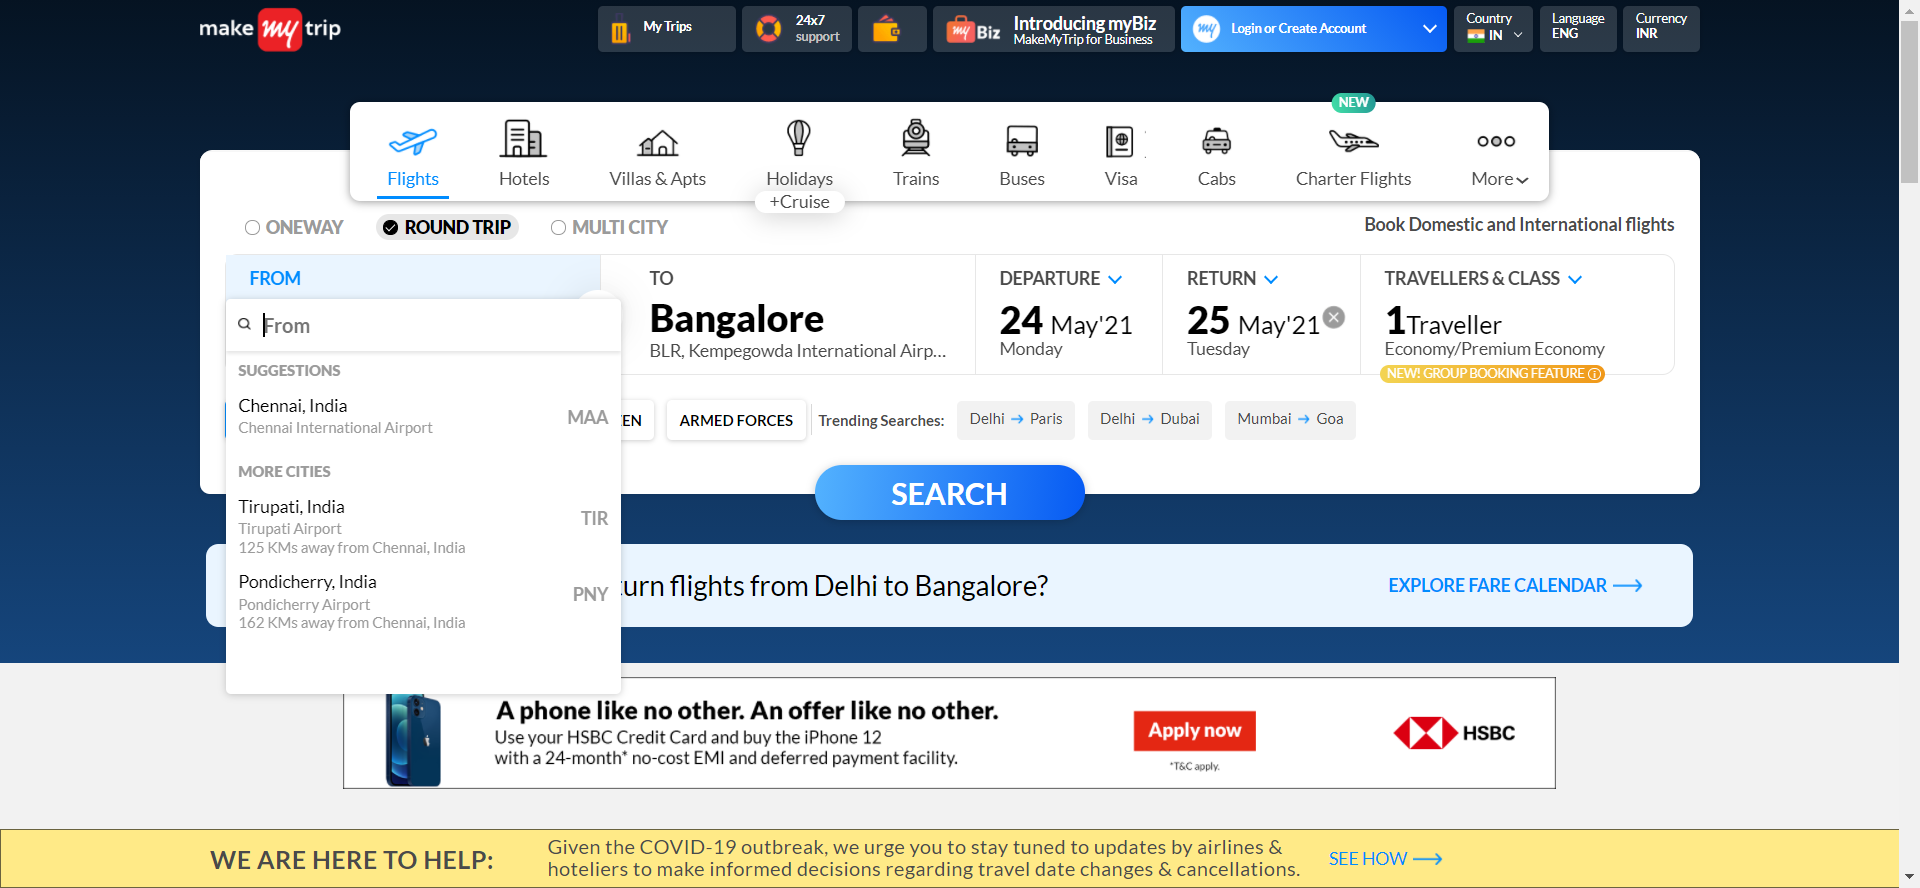 make my trip
My Trips
24x7
support
my Biz
Introducing myBiz
MakeMyTrip for Business
my
Login or Create Account
Country
IN
Language
ENG
Currency
INR
NEW
Flights
Hotels
Villas & Apts
Holidays
+Cruise
Trains
Buses
Visa
Cabs
Charter Flights
More
ONEWAY
ROUND TRIP
MULTI CITY
Book Domestic and International flights
FROM
From
SUGGESTIONS
Chennai, India
Chennai International Airport
MAA
MORE CITIES
Tirupati, India
Tirupati Airport
125 KMs away from Chennai, India
TIR
Pondicherry, India
Pondicherry Airport
162 KMs away from Chennai, India
PNY
TO
Bangalore
BLR, Kempegowda International Airp...
DEPARTURE
24 May'21
Monday
RETURN
25 May'21
Tuesday
TRAVELLERS & CLASS
1 Traveller
Economy/Premium Economy
NEW! GROUP BOOKING FEATURE
EN
ARMED FORCES
Trending Searches:
Delhi → Paris
Delhi → Dubai
Mumbai → Goa
SEARCH
turn flights from Delhi to Bangalore?
EXPLORE FARE CALENDAR
A phone like no other. An offer like no other.
Use your HSBC Credit Card and buy the iPhone 12
with a 24-month* no-cost EMI and deferred payment facility.
Apply now
*T&C apply.
HSBC
WE ARE HERE TO HELP:
Given the COVID-19 outbreak, we urge you to stay tuned to updates by airlines &
hoteliers to make informed decisions regarding travel date changes & cancellations.
SEE HOW